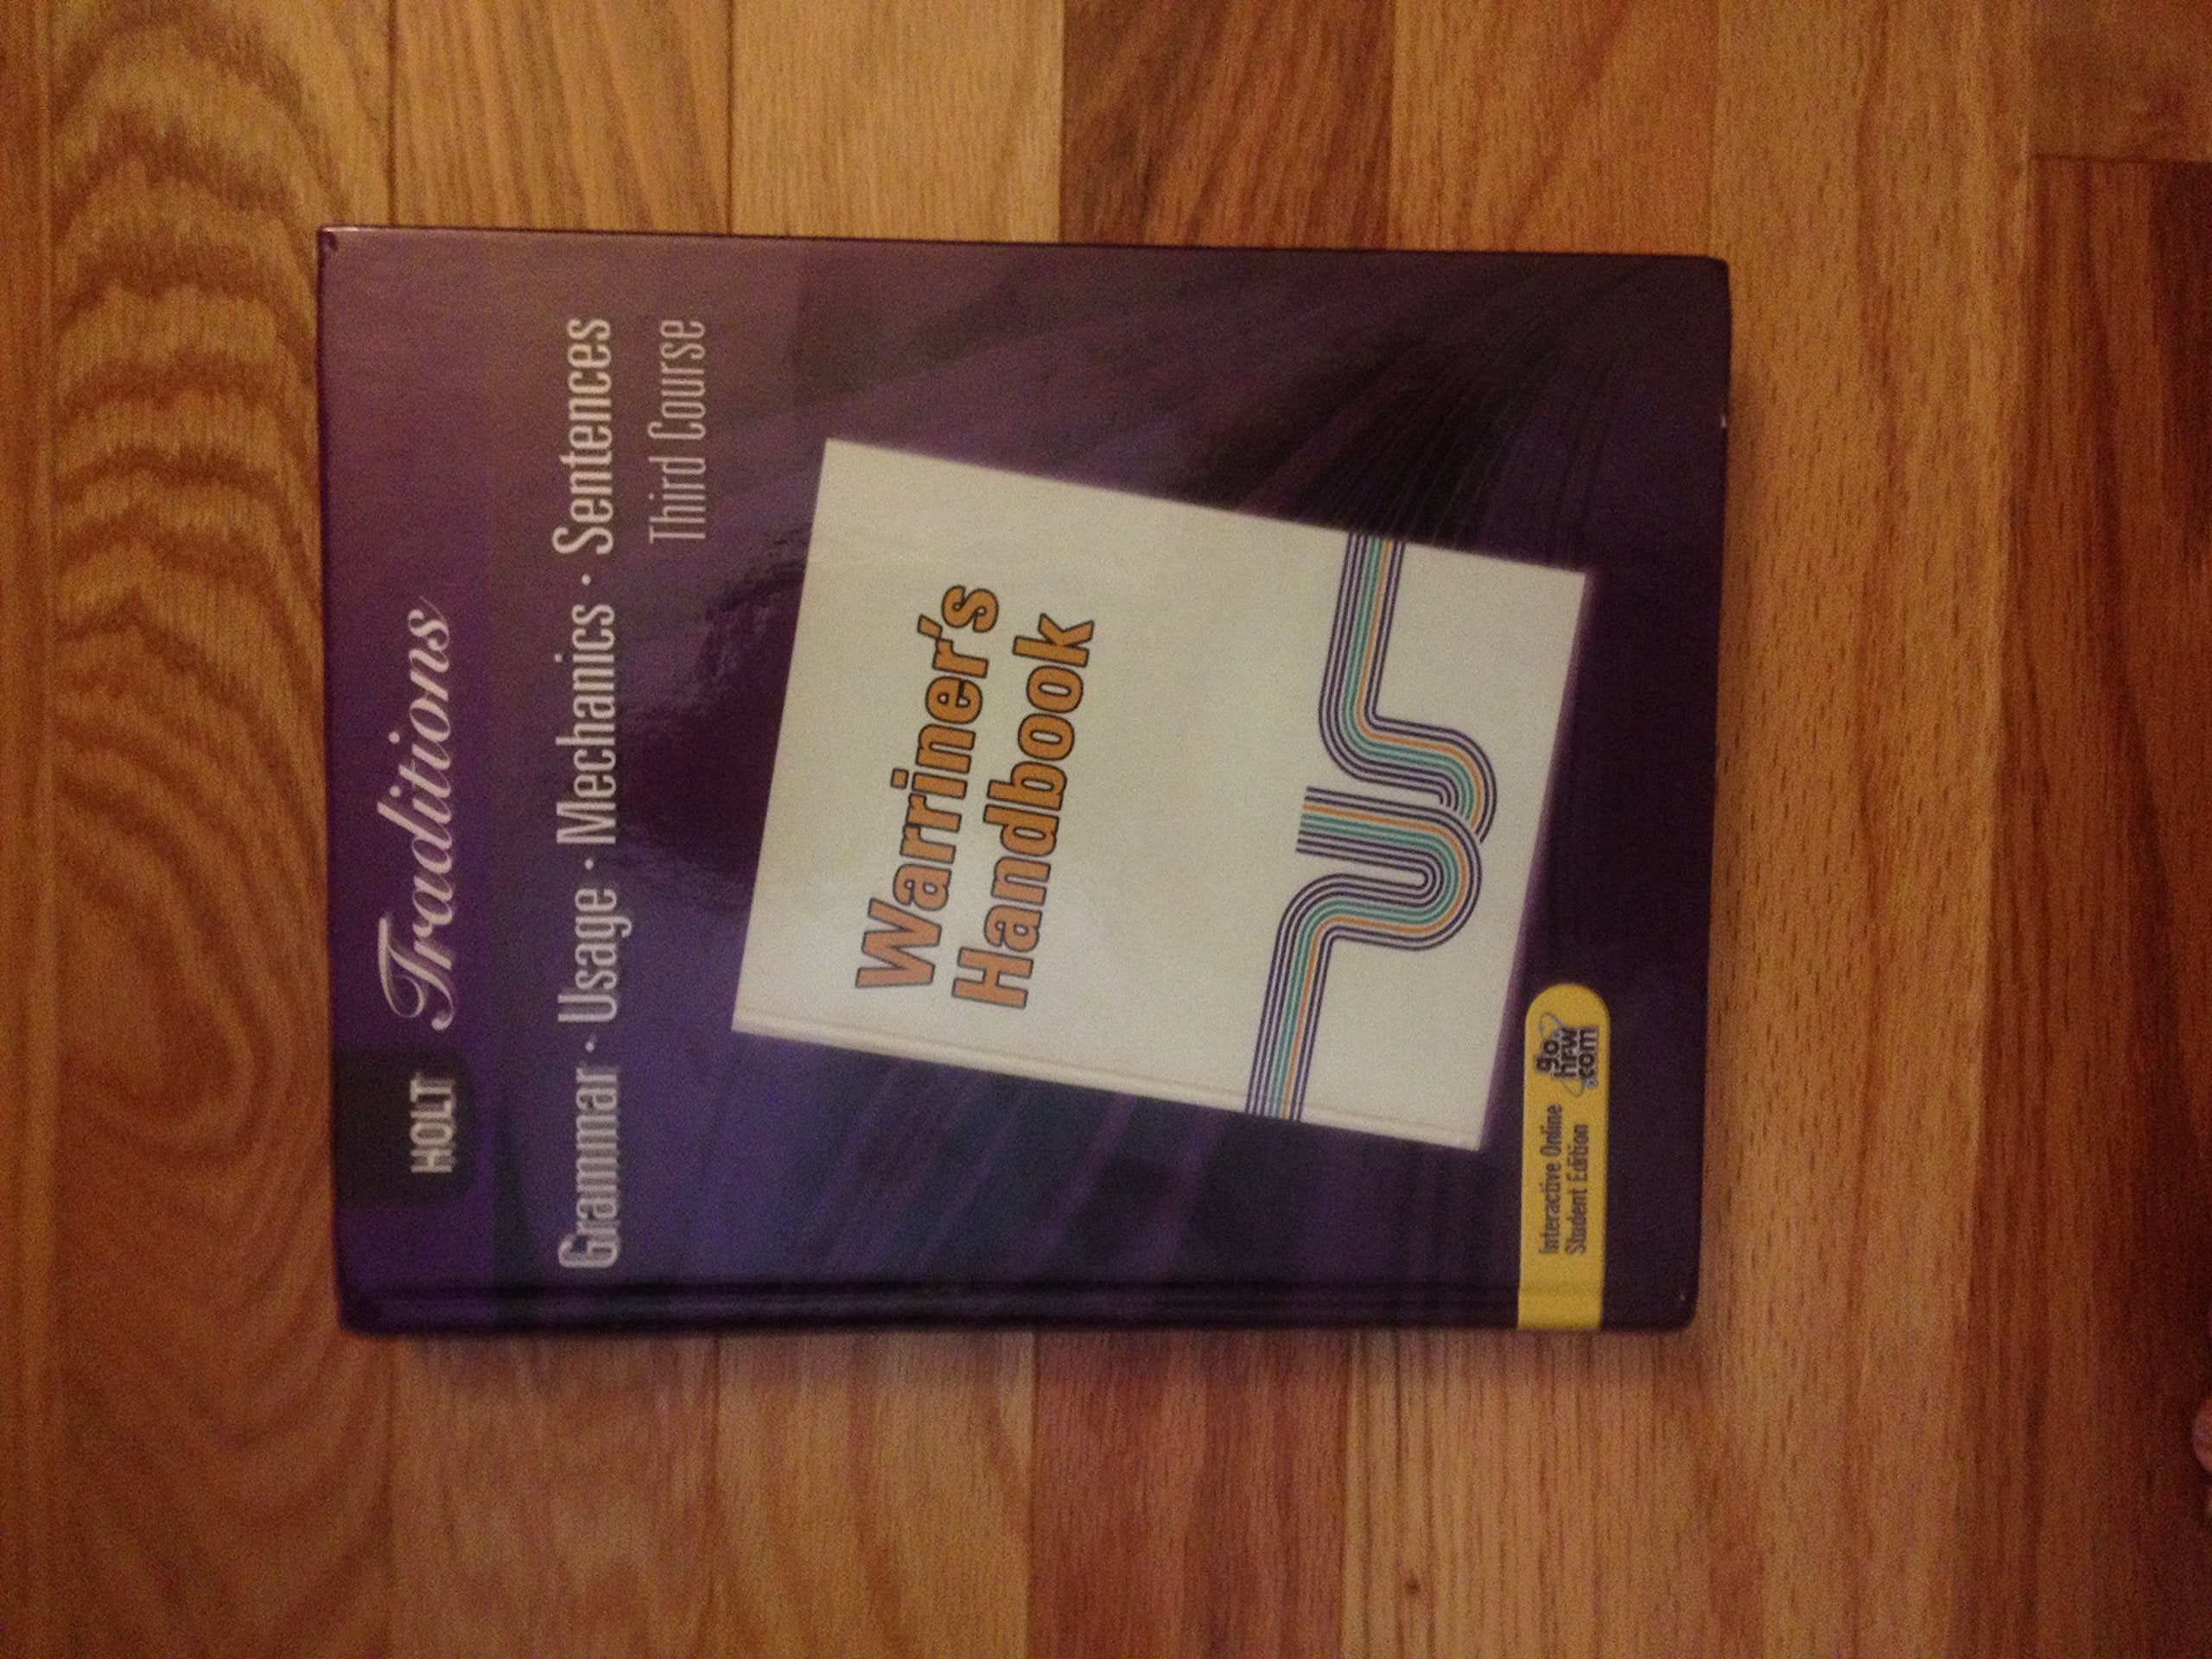 HOLT Traditions
Grammar · Usage · Mechanics · Sentences
Third Course
Warriner's
Handbook
Interactive Online
Student Edition
go.
hrw
.com